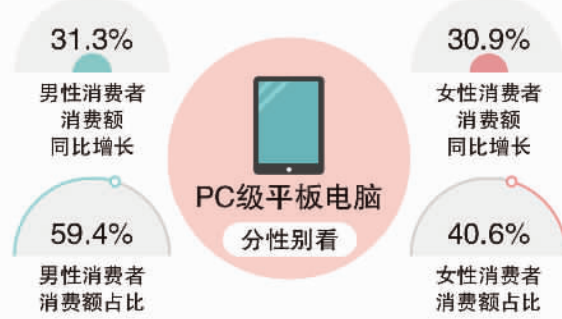 31.3%
男性消费者
消费额
同比增长
59.4%
男性消费者
消费额占比
PC级平板电脑
分性别看
30.9%
女性消费者
消费额
同比增长
40.6%
女性消费者
消费额占比